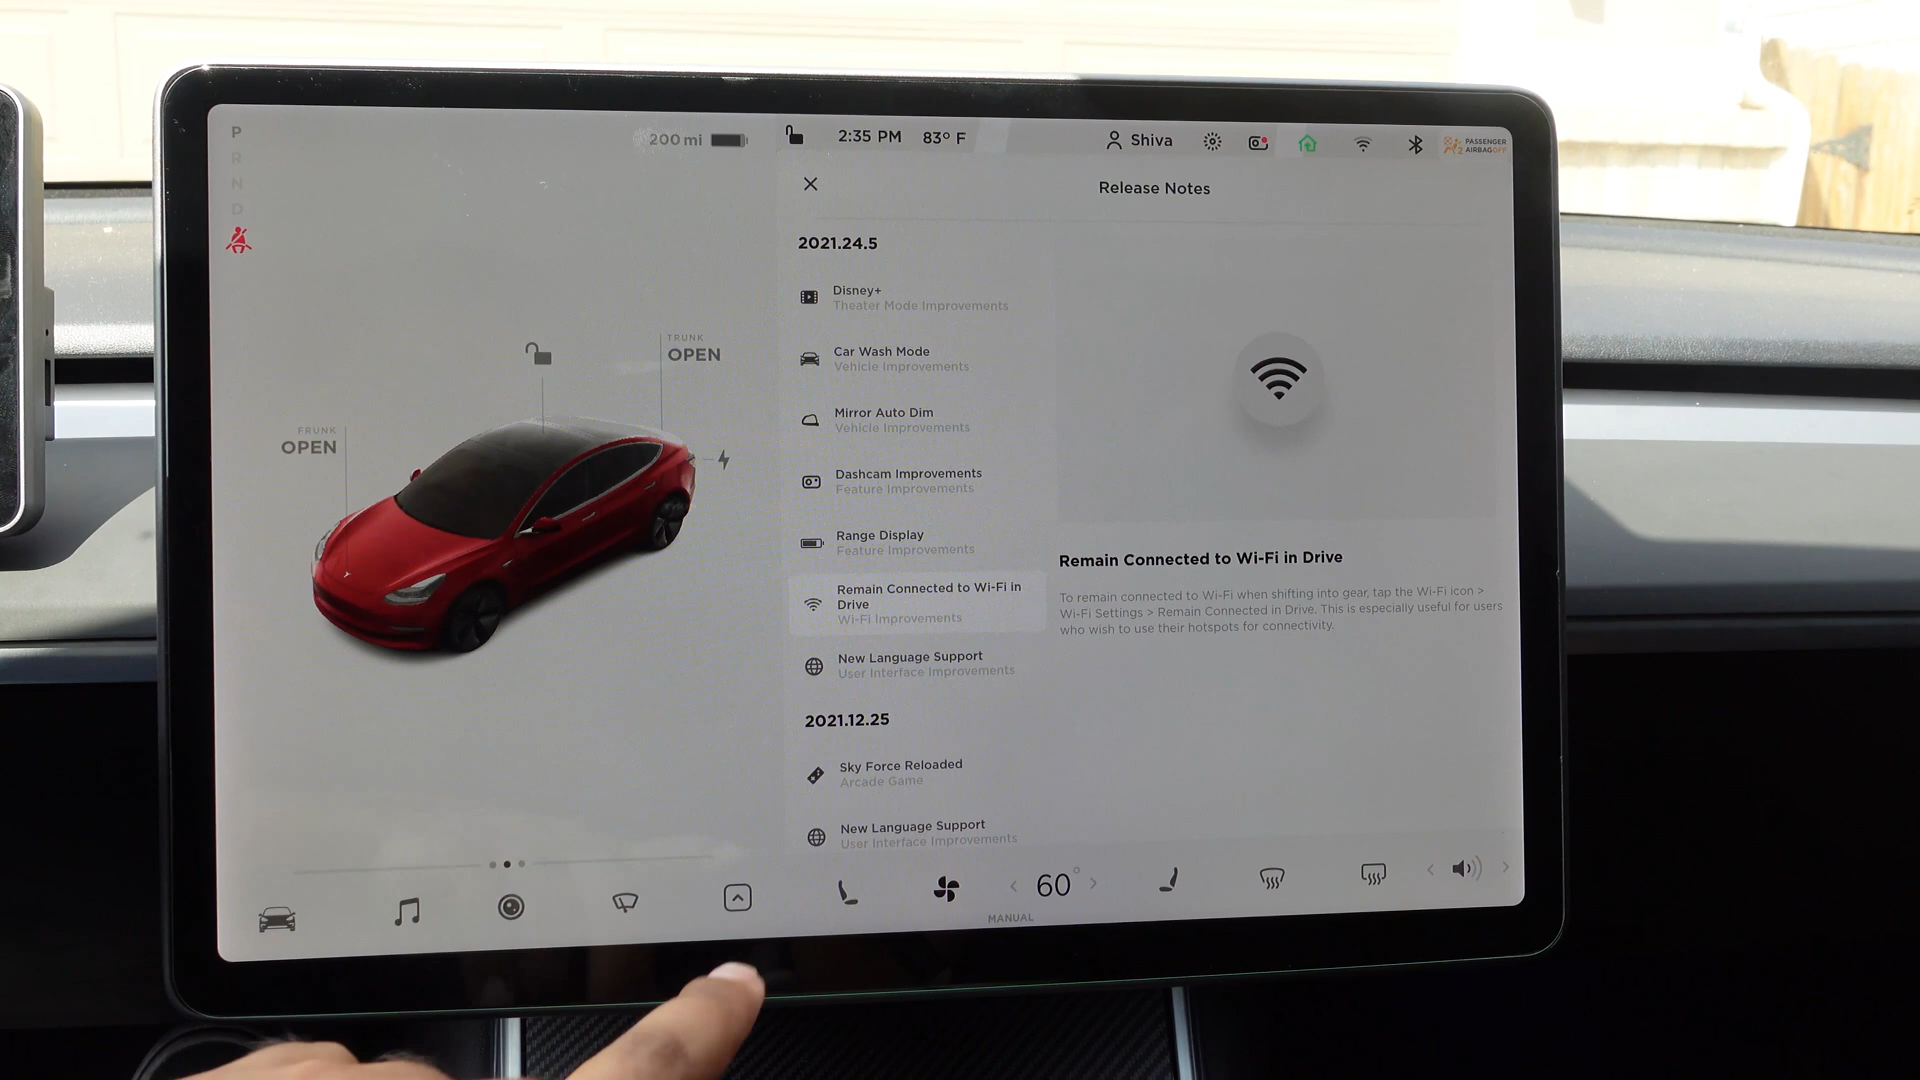 P
R
N
D
200 mi
2:35 PM
83° F
Shiva
PASSENGER
AIRBAG OFF
Release Notes
TRUNK
OPEN
FRUNK
OPEN
2021.24.5
Disney+
Theater Mode Improvements
Car Wash Mode
Vehicle Improvements
Mirror Auto Dim
Vehicle Improvements
Dashcam Improvements
Feature Improvements
Range Display
Feature Improvements
Remain Connected to Wi-Fi in
Drive
Wi-Fi Improvements
New Language Support
User Interface Improvements
2021.12.25
Sky Force Reloaded
Arcade Game
New Language Support
User Interface Improvements
Remain Connected to Wi-Fi in Drive
To remain connected to Wi-Fi when shifting into gear, tap the Wi-Fi icon >
Wi-Fi Settings > Remain Connected in Drive. This is especially useful for users
who wish to use their hotspots for connectivity.
60°
MANUAL